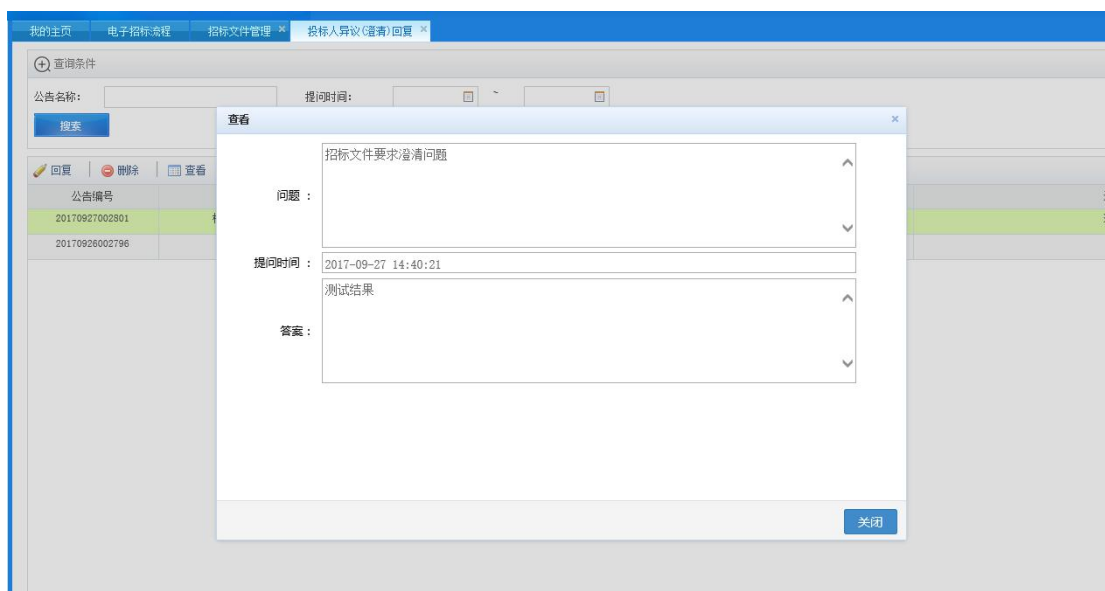 我的主页 电子招标流程 招标文件管理 × 投标人异议(澄清)回复 ×
查询条件
公告名称: 提问时间: ~
搜索
查看 ×
回复 删除 查看
公告编号
20170927002801
20170926002796
问题 : 招标文件要求澄清问题
提问时间 : 2017-09-27 14:40:21
答案: 测试结果
关闭